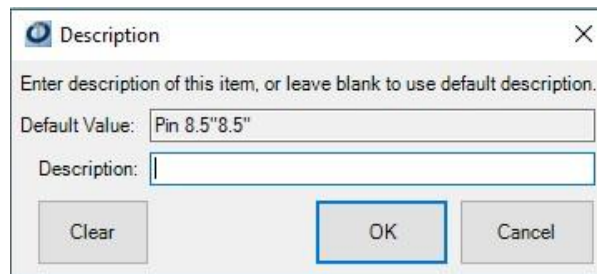 Description
Enter description of this item, or leave blank to use default description.
Default Value: Pin 8.5"8.5"
Description:
Clear OK Cancel